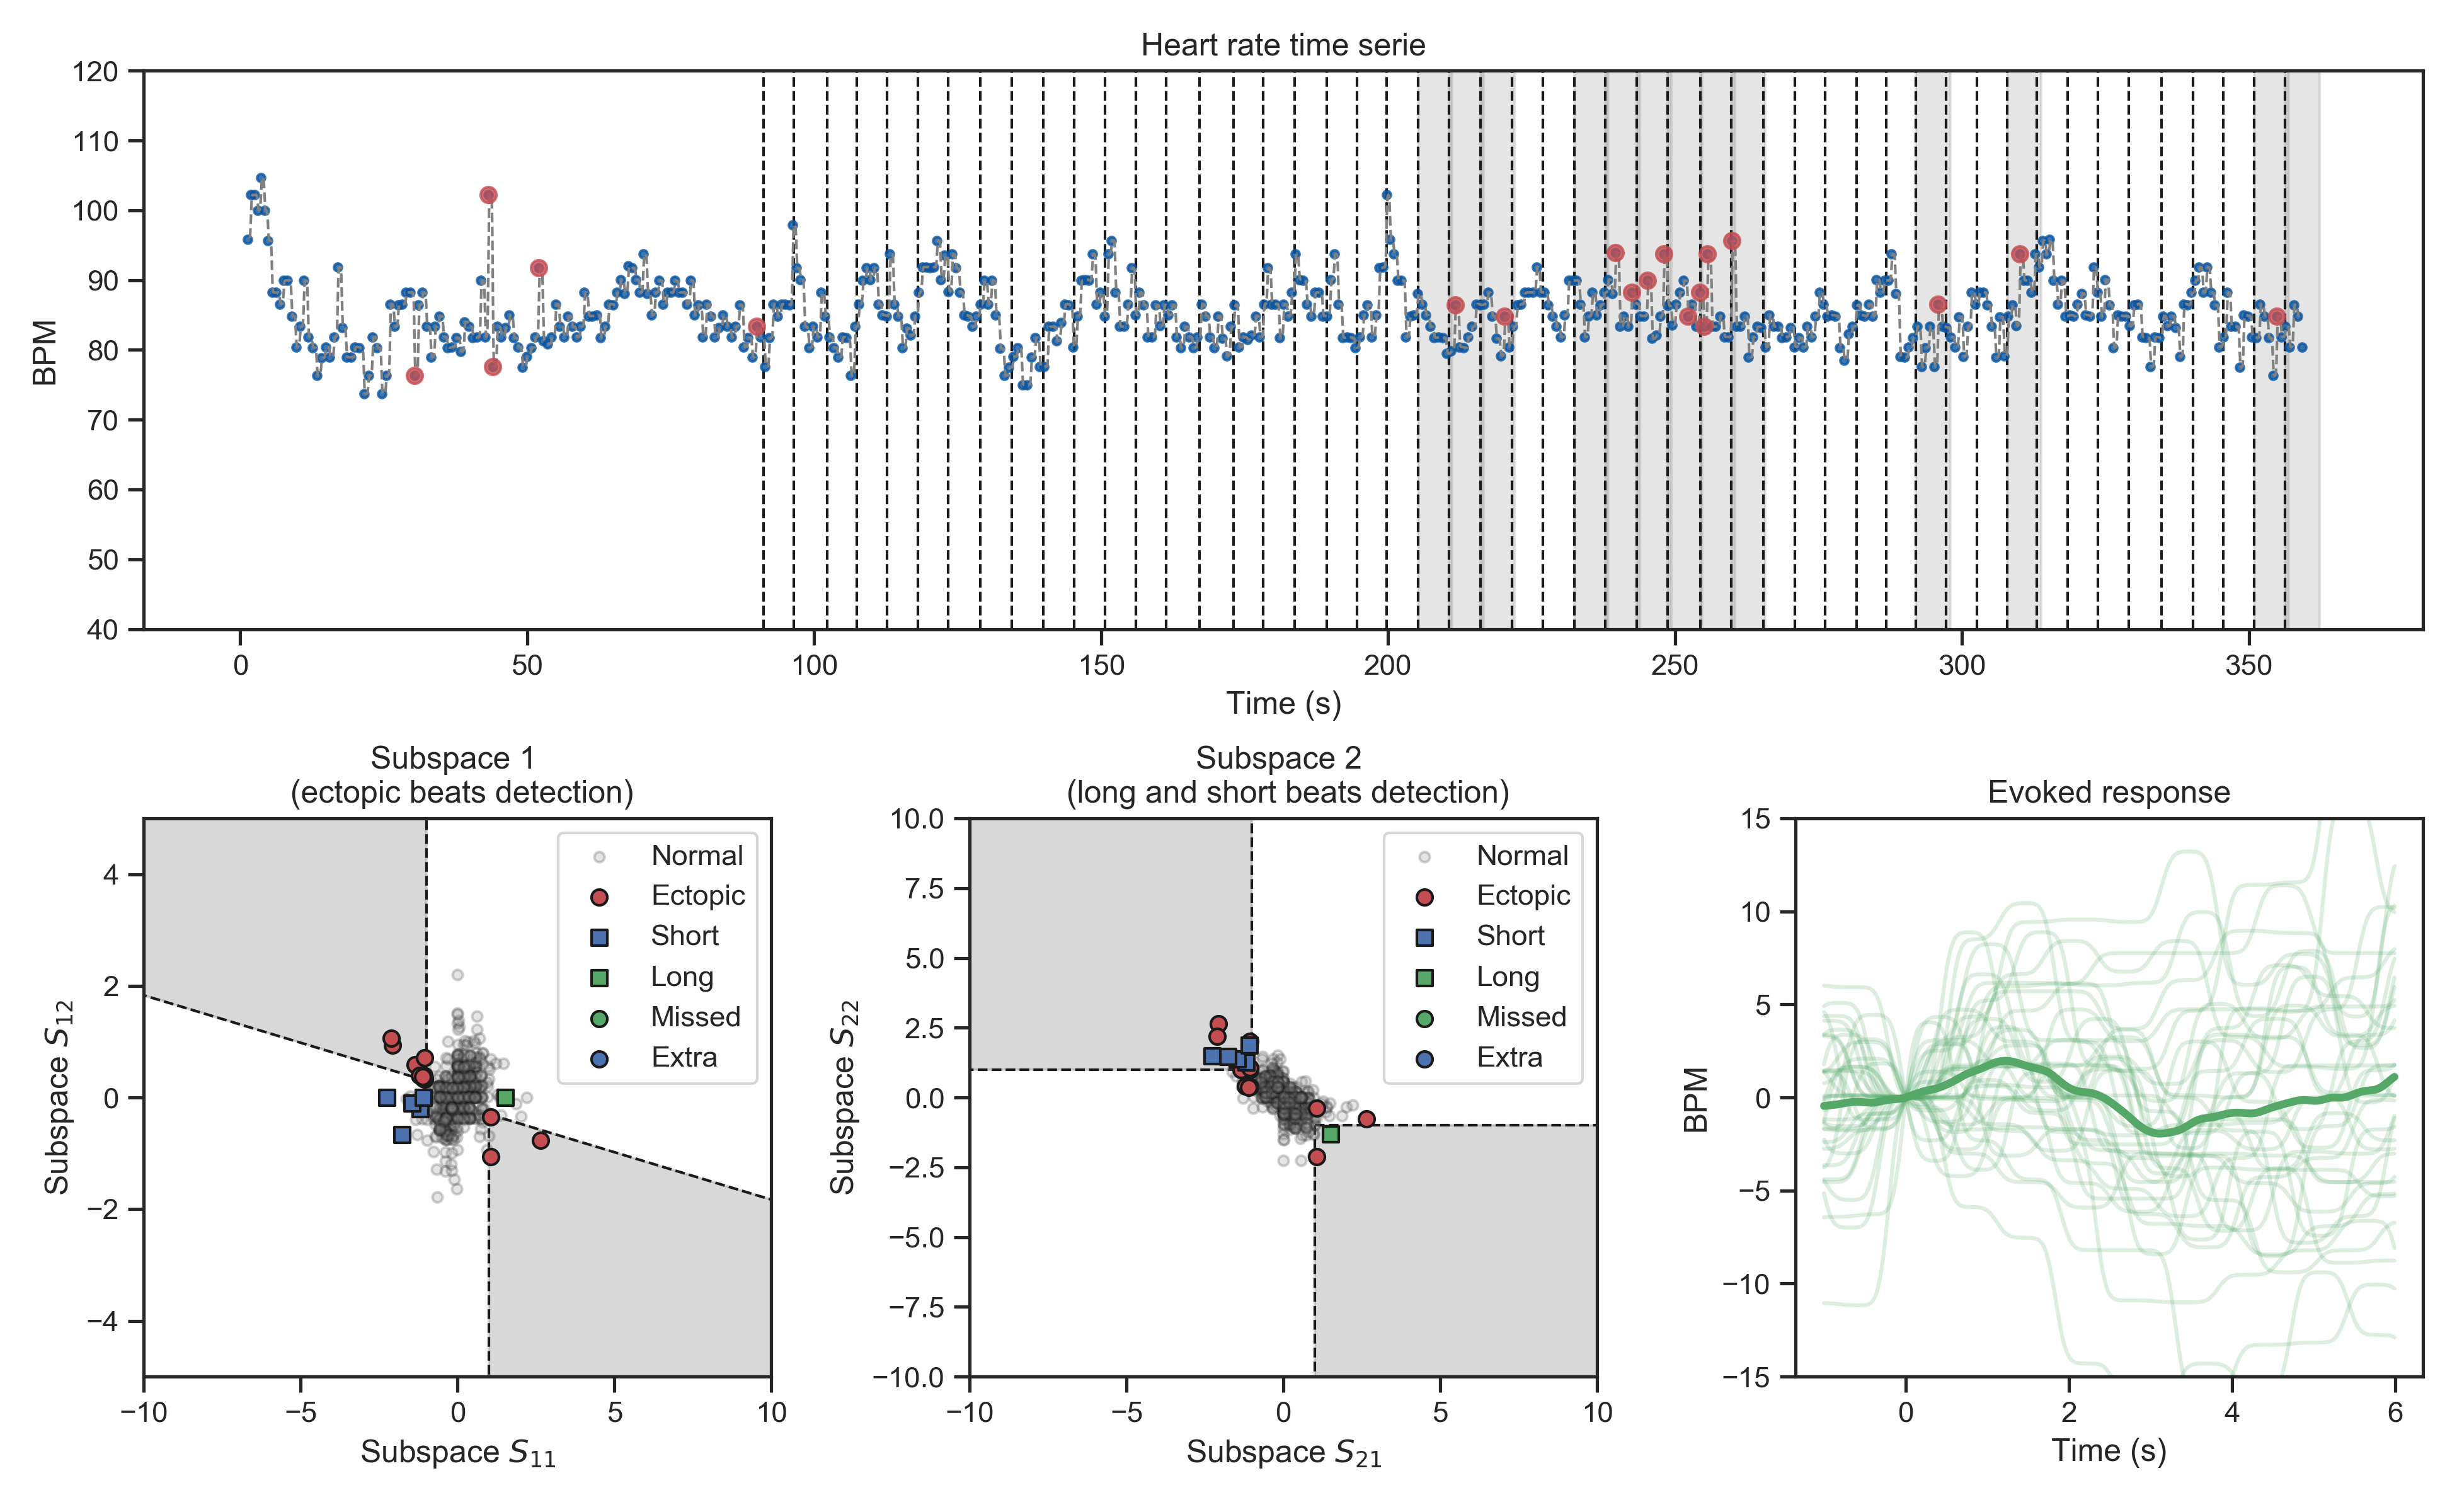 Heart rate time serie
120
110
100
90
80
70
60
50
40
BPM
0 50 100 150 200 250 300 350
Time (s)
Subspace 1
(ectopic beats detection)
4
2
0
−2
−4
Subspace S12
−10 −5 0 5 10
Subspace S11
Normal
Ectopic
Short
Long
Missed
Extra
Subspace 2
(long and short beats detection)
10.0
7.5
5.0
2.5
0.0
−2.5
−5.0
−7.5
−10.0
Subspace S22
−10 −5 0 5 10
Subspace S21
Normal
Ectopic
Short
Long
Missed
Extra
Evoked response
15
10
5
0
−5
−10
−15
BPM
0 2 4 6
Time (s)